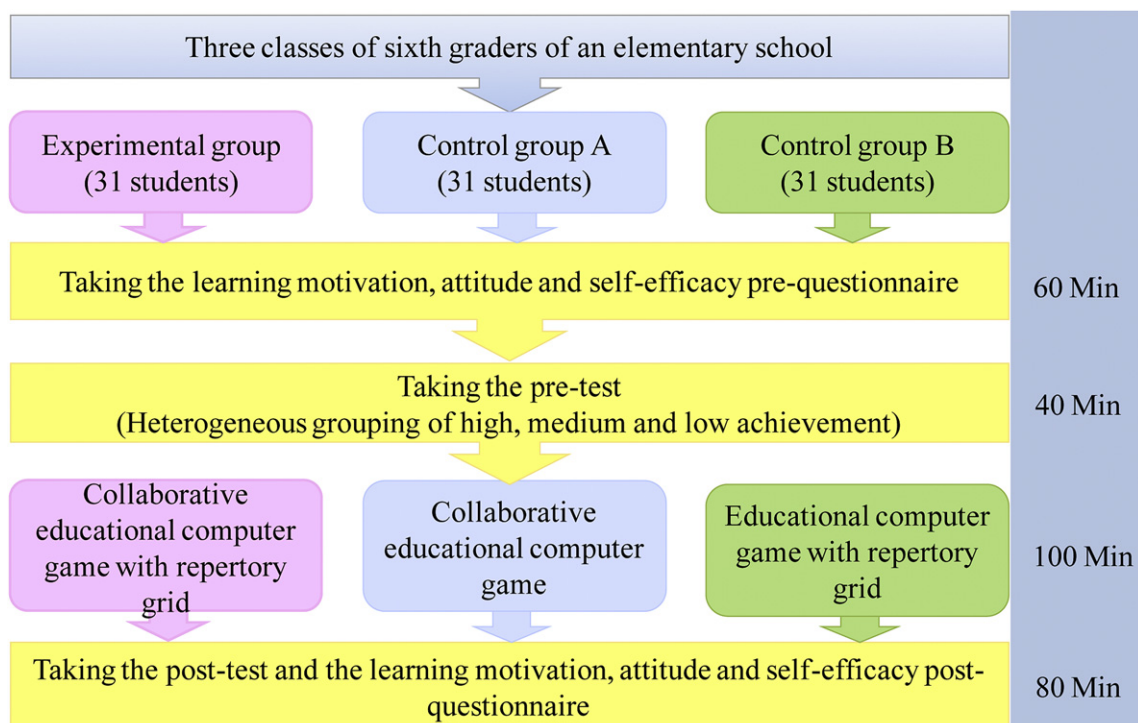 Three classes of sixth graders of an elementary school
Experimental group
(31 students)
Control group A
(31 students)
Control group B
(31 students)
Taking the learning motivation, attitude and self-efficacy pre-questionnaire
60 Min
Taking the pre-test
(Heterogeneous grouping of high, medium and low achievement)
40 Min
Collaborative
educational computer
game with repertory
grid
Collaborative
educational computer
game
Educational computer
game with repertory
grid
100 Min
Taking the post-test and the learning motivation, attitude and self-efficacy post-
questionnaire
80 Min